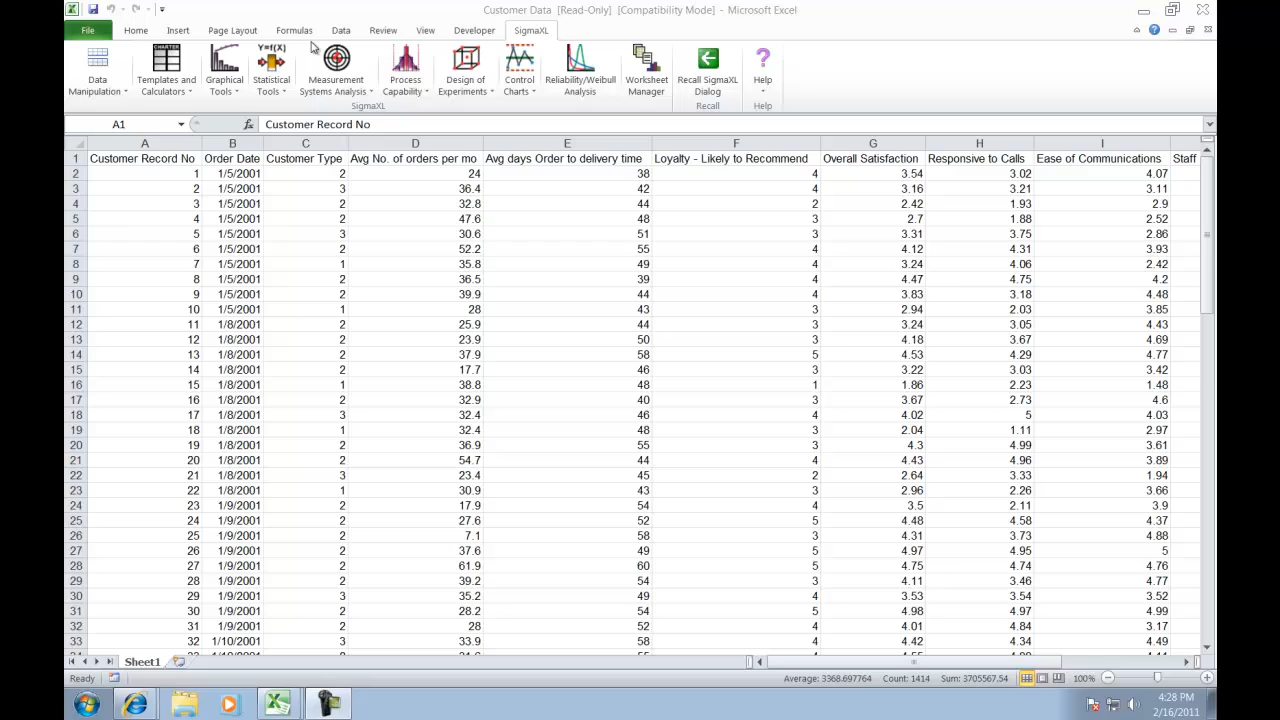 Customer Data [Read-Only] [Compatibility Mode] - Microsoft Excel
File Home Insert Page Layout Formulas Data Review View Developer SigmaXL
Data Manipulation
Templates and Calculators
Graphical Tools
Statistical Tools
Measurement Systems Analysis
Process Capability
Design of Experiments
Control Charts
Reliability/Weibull Analysis
Worksheet Manager
Recall SigmaXL Dialog
Help
CHARTER
Y=f(X)
SigmaXL Recall Help
A1 fx Customer Record No
A B C D E F G H I
1 Customer Record No Order Date Customer Type Avg No. of orders per mo Avg days Order to delivery time Loyalty - Likely to Recommend Overall Satisfaction Responsive to Calls Ease of Communications Staff
2 1 1/5/2001 2 24 38 4 3.54 3.02 4.07
3 2 1/5/2001 3 36.4 42 4 3.16 3.21 3.11
4 3 1/5/2001 2 32.8 44 2 2.42 1.93 2.9
5 4 1/5/2001 2 47.6 48 3 2.7 1.88 2.52
6 5 1/5/2001 3 30.6 51 3 3.31 3.75 2.86
7 6 1/5/2001 2 52.2 55 4 4.12 4.31 3.93
8 7 1/5/2001 1 35.8 49 4 3.24 4.06 2.42
9 8 1/5/2001 2 36.5 39 4 4.47 4.75 4.2
10 9 1/5/2001 2 39.9 44 4 3.83 3.18 4.48
11 10 1/5/2001 1 28 43 3 2.94 2.03 3.85
12 11 1/8/2001 2 25.9 44 3 3.24 3.05 4.43
13 12 1/8/2001 2 23.9 50 3 4.18 3.67 4.69
14 13 1/8/2001 2 37.9 58 5 4.53 4.29 4.77
15 14 1/8/2001 2 17.7 46 3 3.22 3.03 3.42
16 15 1/8/2001 1 38.8 48 1 1.86 2.23 1.48
17 16 1/8/2001 2 32.9 40 3 3.67 2.73 4.6
18 17 1/8/2001 3 32.4 46 4 4.02 5 4.03
19 18 1/8/2001 1 32.4 48 3 2.04 1.11 2.97
20 19 1/8/2001 2 36.9 55 3 4.3 4.99 3.61
21 20 1/8/2001 2 54.7 44 4 4.43 4.96 3.89
22 21 1/8/2001 3 23.4 45 2 2.64 3.33 1.94
23 22 1/8/2001 1 30.9 43 3 2.96 2.26 3.66
24 23 1/9/2001 2 17.9 54 4 3.5 2.11 3.9
25 24 1/9/2001 2 27.6 52 5 4.48 4.58 4.37
26 25 1/9/2001 2 7.1 58 3 4.31 3.73 4.88
27 26 1/9/2001 2 37.6 49 5 4.97 4.95 5
28 27 1/9/2001 2 61.9 60 5 4.75 4.74 4.76
29 28 1/9/2001 2 39.2 54 3 4.11 3.46 4.77
30 29 1/9/2001 3 35.2 49 4 3.53 3.54 3.52
31 30 1/9/2001 2 28.2 54 5 4.98 4.97 4.99
32 31 1/9/2001 2 28 52 4 4.01 4.84 3.17
33 32 1/10/2001 3 33.9 58 4 4.42 4.34 4.49
Sheet1
Ready Average: 3368.697764 Count: 1414 Sum: 3705567.54 100%
4:28 PM
2/16/2011